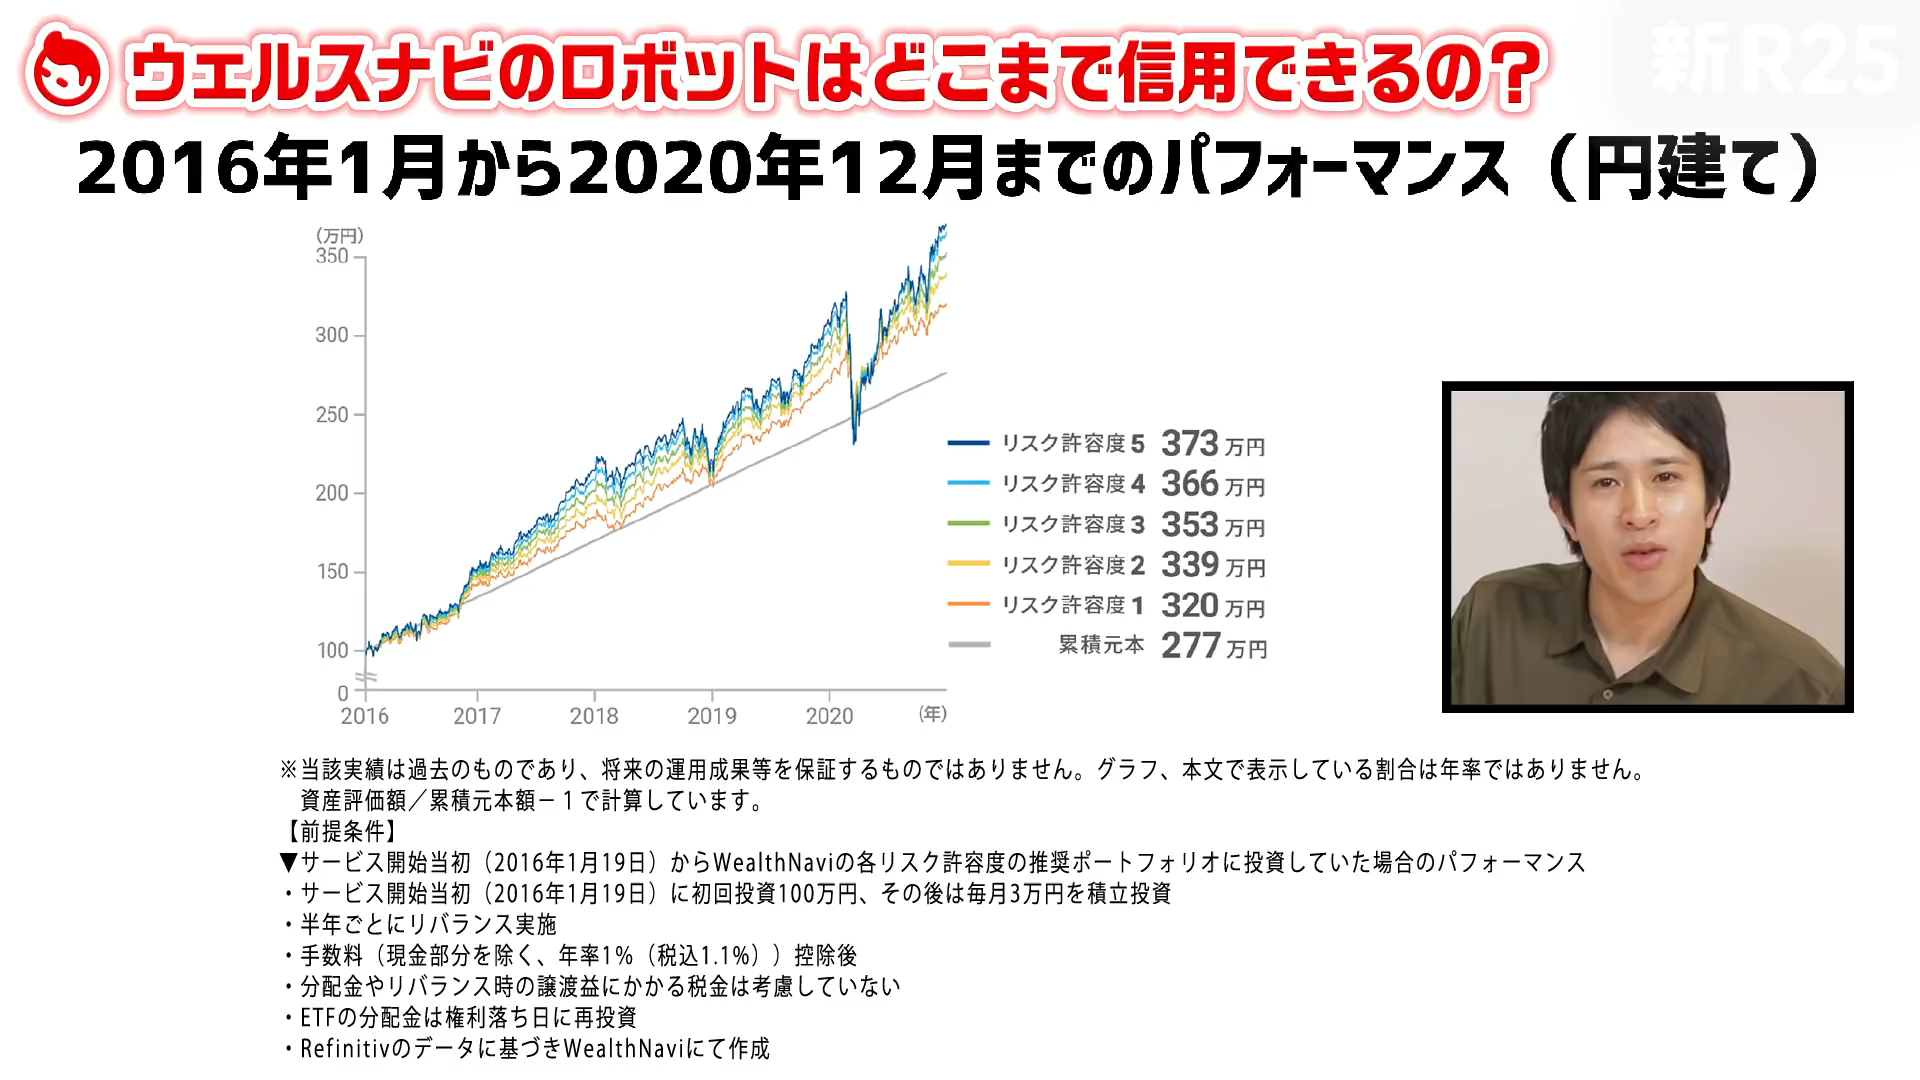 ウェルスナビのロボットはどこまで信用できるの？
新R25
2016年1月から2020年12月までのパフォーマンス（円建て）
（万円）
350
300
250
200
150
100
0
2016
2017
2018
2019
2020
（年）
リスク許容度 5 373 万円
リスク許容度 4 366 万円
リスク許容度 3 353 万円
リスク許容度 2 339 万円
リスク許容度 1 320 万円
累積元本 277 万円
※当該実績は過去のものであり、将来の運用成果等を保証するものではありません。グラフ、本文で表示している割合は年率ではありません。
資産評価額／累積元本額－１で計算しています。
【前提条件】
▼サービス開始当初（2016年1月19日）からWealthNaviの各リスク許容度の推奨ポートフォリオに投資していた場合のパフォーマンス
・サービス開始当初（2016年1月19日）に初回投資100万円、その後は毎月3万円を積立投資
・半年ごとにリバランス実施
・手数料（現金部分を除く、年率1%（税込1.1%））控除後
・分配金やリバランス時の譲渡益にかかる税金は考慮していない
・ETFの分配金は権利落ち日に再投資
・Refinitivのデータに基づきWealthNaviにて作成